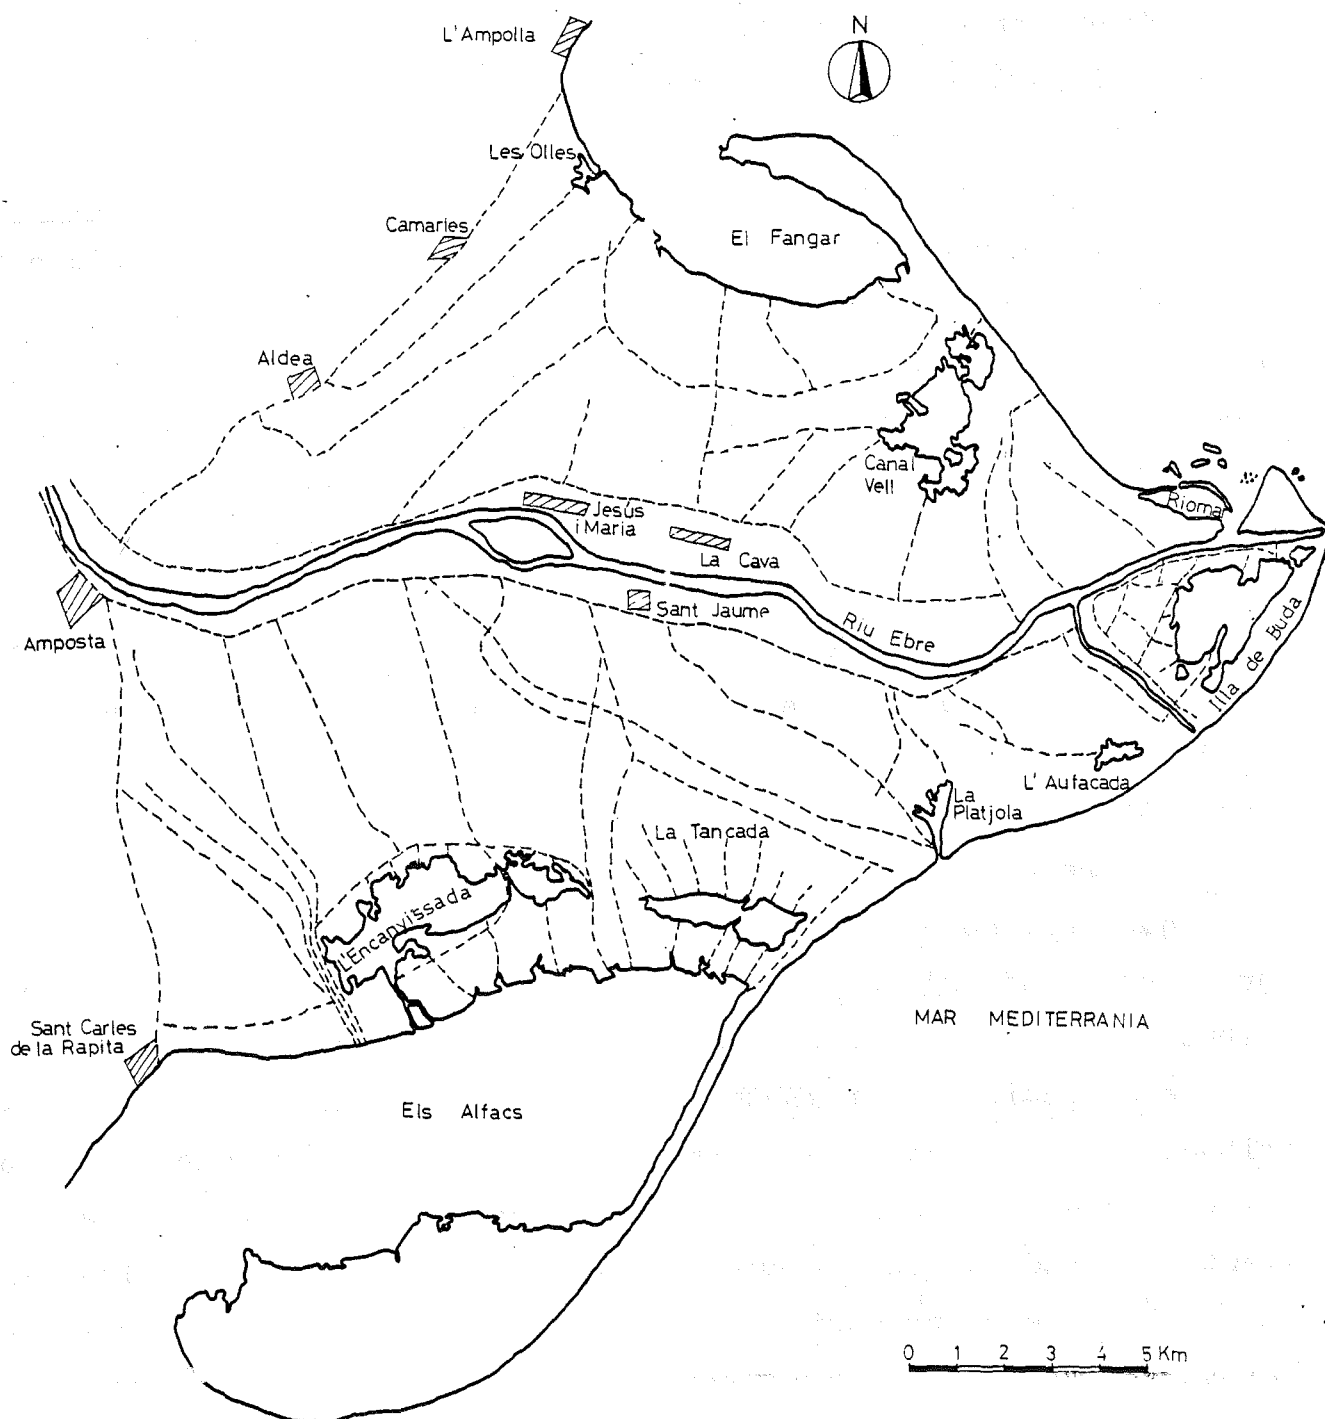 L'Ampolla
N
Les Olles
Camarles
El Fangar
Aldea
Canal
Vell
Riomar
Jesús
i Maria
La Cava
Amposta
Sant Jaume
Riu Ebre
Illa de Buda
L'Aufacada
La
Platjola
La Tancada
L'Encanyissada
MAR MEDITERRANIA
Sant Carles
de la Rapita
Els Alfacs
0 1 2 3 4 5 Km